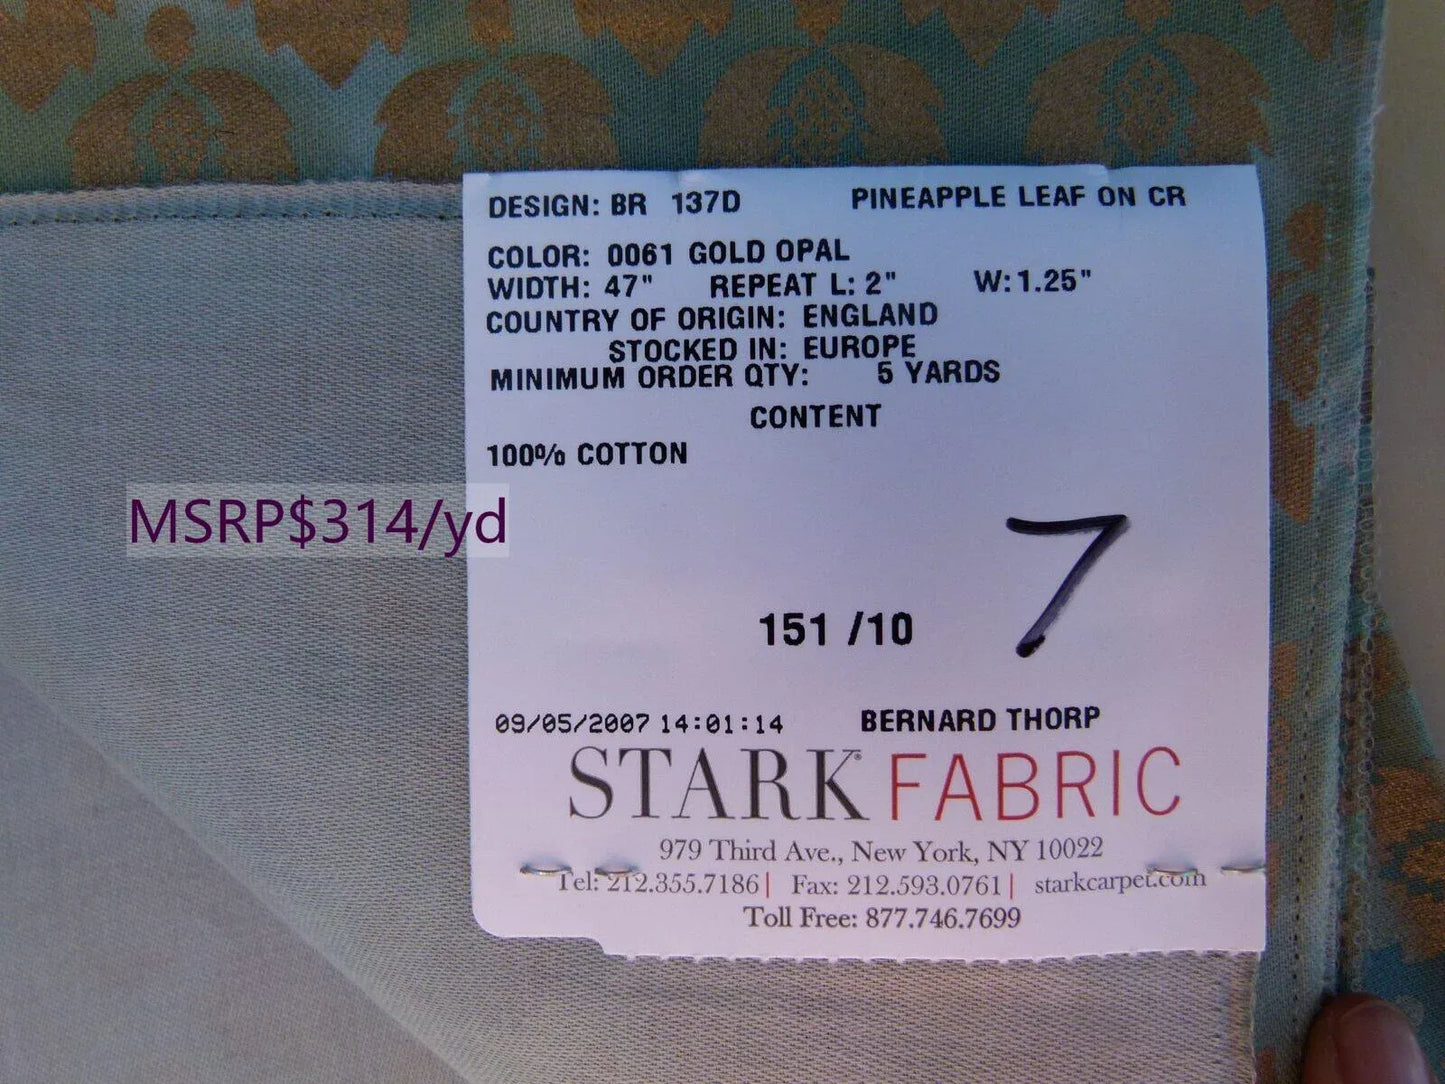 DESIGN: BR 137D PINEAPPLE LEAF ON CR
COLOR: 0061 GOLD OPAL
WIDTH: 47" REPEAT L: 2" W: 1.25"
COUNTRY OF ORIGIN: ENGLAND
STOCKED IN: EUROPE
MINIMUM ORDER QTY: 5 YARDS
CONTENT
100% COTTON
MSRP$314/yd
7
151 /10
09/05/2007 14:01:14 BERNARD THORP
STARK® FABRIC
979 Third Ave., New York, NY 10022
Tel: 212.355.7186 | Fax: 212.593.0761 | starkcarpet.com
Toll Free: 877.746.7699